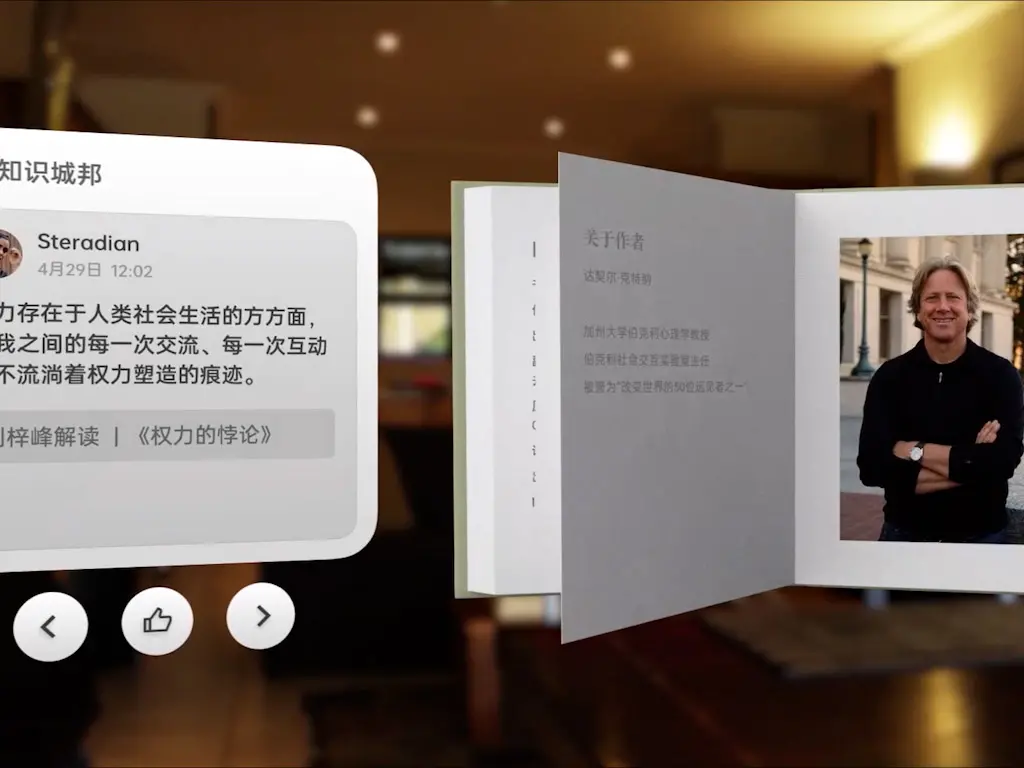 知识城邦
Steradian
4月29日 12:02
力存在于人类社会生活的方方面，
我之间的每一次交流、每一次互动
不流淌着权力塑造的痕迹。
梓峰解读 | 《权力的悖论》
关于作者
达契尔·克特纳
加州大学伯克利心理学教授
伯克利社会交互实验室主任
被誉为“改变世界的50位远见者之一”